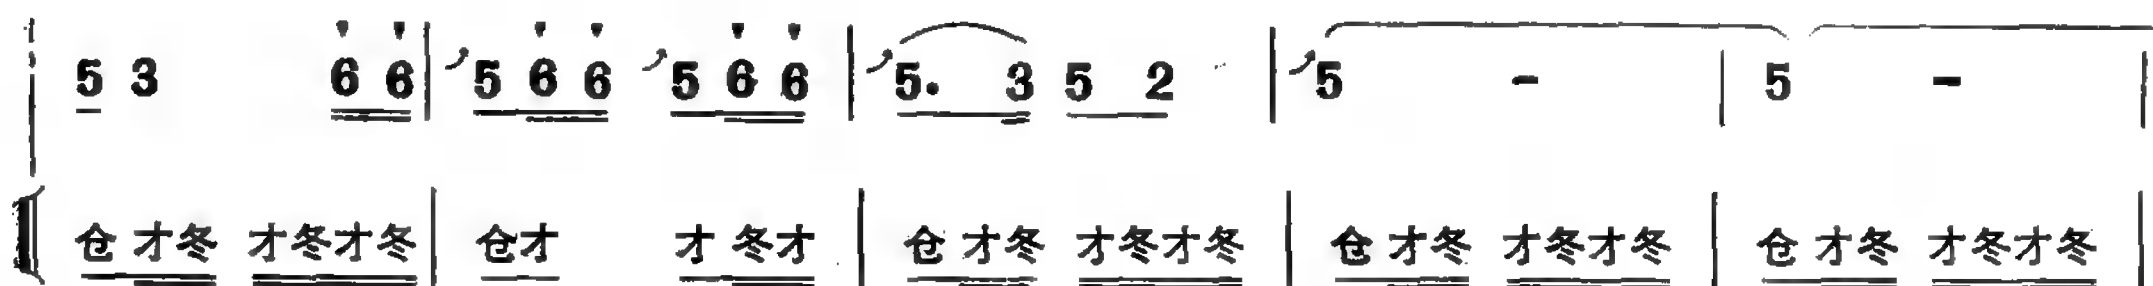 5 3 6 6 | 5 6 6 5 6 6 | 5. 3 5 2 | 5 - | 5 - |
仓 才冬 才冬才冬 | 仓才 才 冬才 | 仓 才冬 才冬才冬 | 仓 才冬 才冬才冬 | 仓 才冬 才冬才冬 |